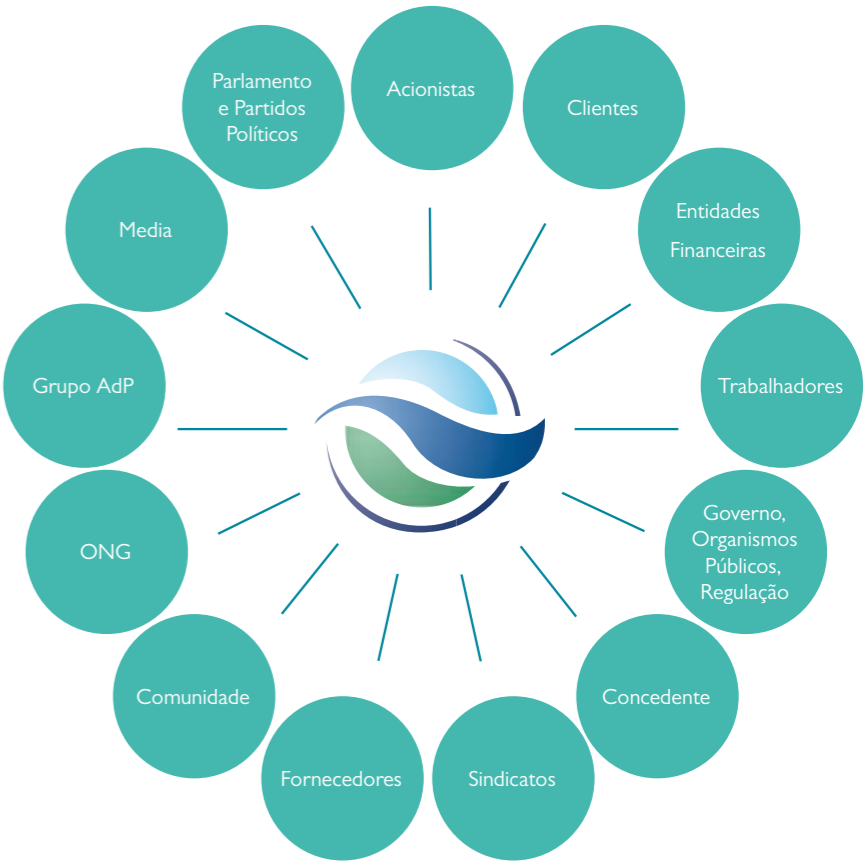 Acionistas
Clientes
Entidades
Financeiras
Trabalhadores
Governo,
Organismos
Públicos,
Regulação
Concedente
Sindicatos
Fornecedores
Comunidade
ONG
Grupo AdP
Media
Parlamento
e Partidos
Políticos